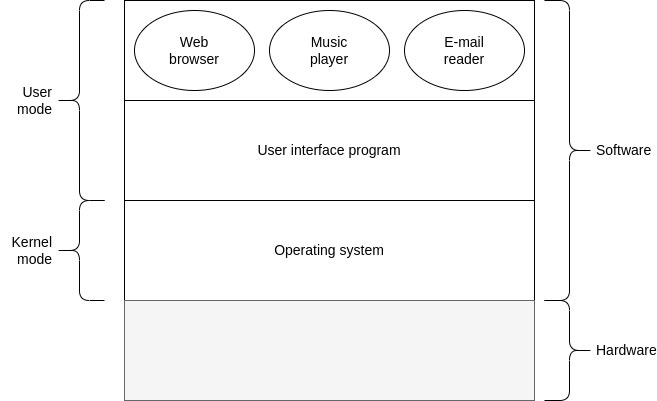 Web
browser
Music
player
E-mail
reader
User
mode
User interface program
Software
Kernel
mode
Operating system
Hardware